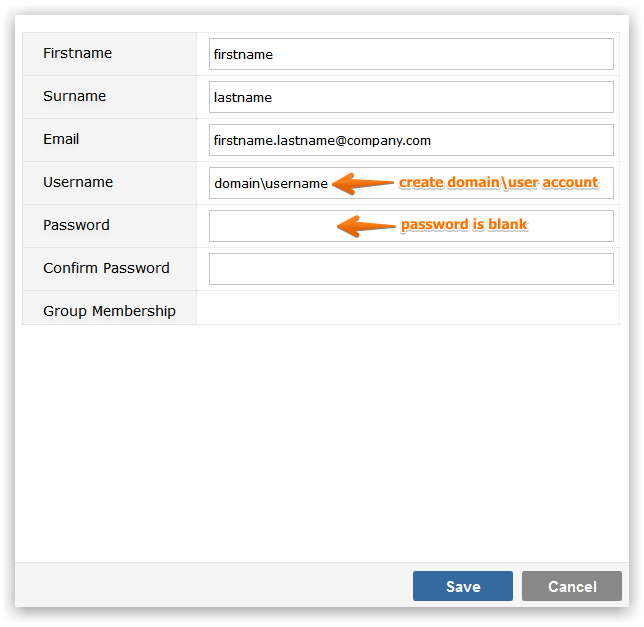 Firstname firstname
Surname lastname
Email firstname.lastname@company.com
Username domain\username create domain\user account
Password password is blank
Confirm Password
Group Membership
Save Cancel